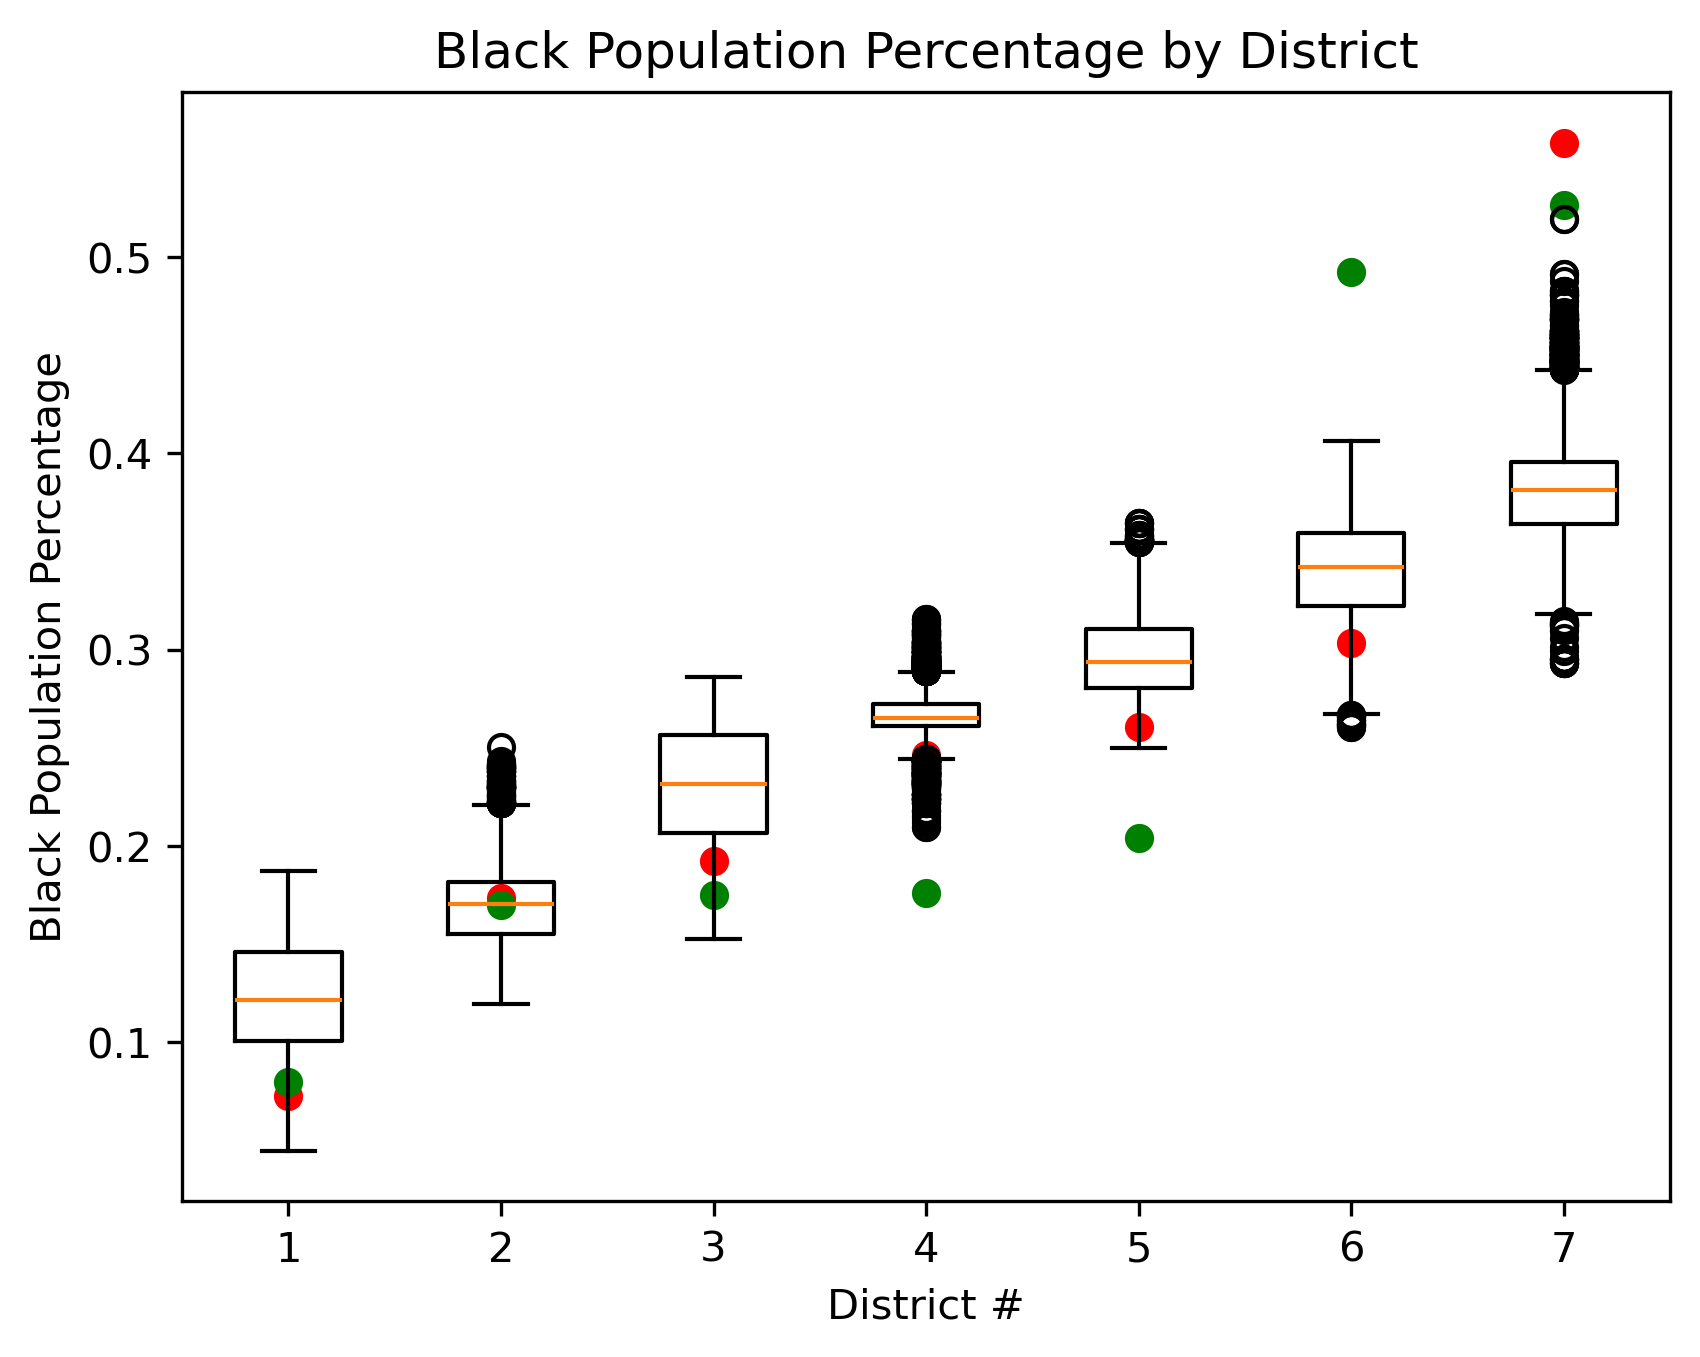 Black Population Percentage by District
Black Population Percentage
0.5
0.4
0.3
0.2
0.1
1 2 3 4 5 6 7
District #